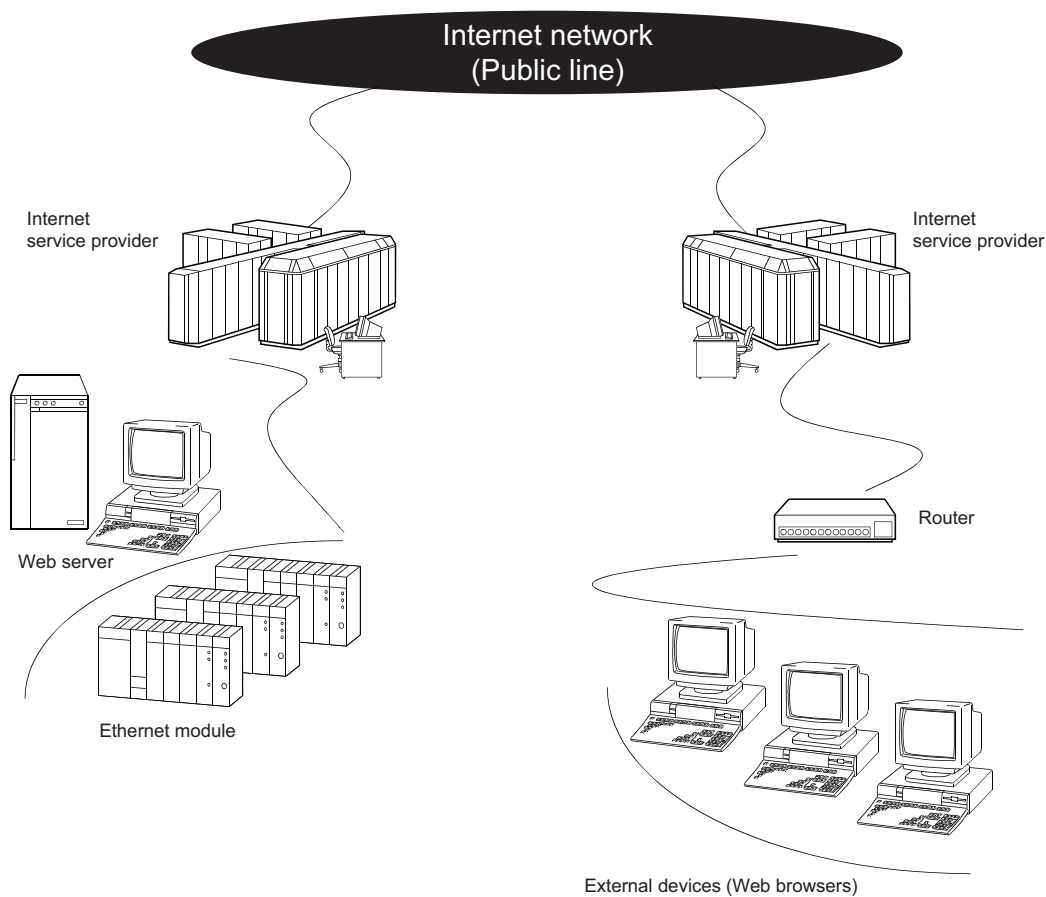 Internet network
(Public line)
Internet
service provider
Internet
service provider
Router
Web server
Ethernet module
External devices (Web browsers)